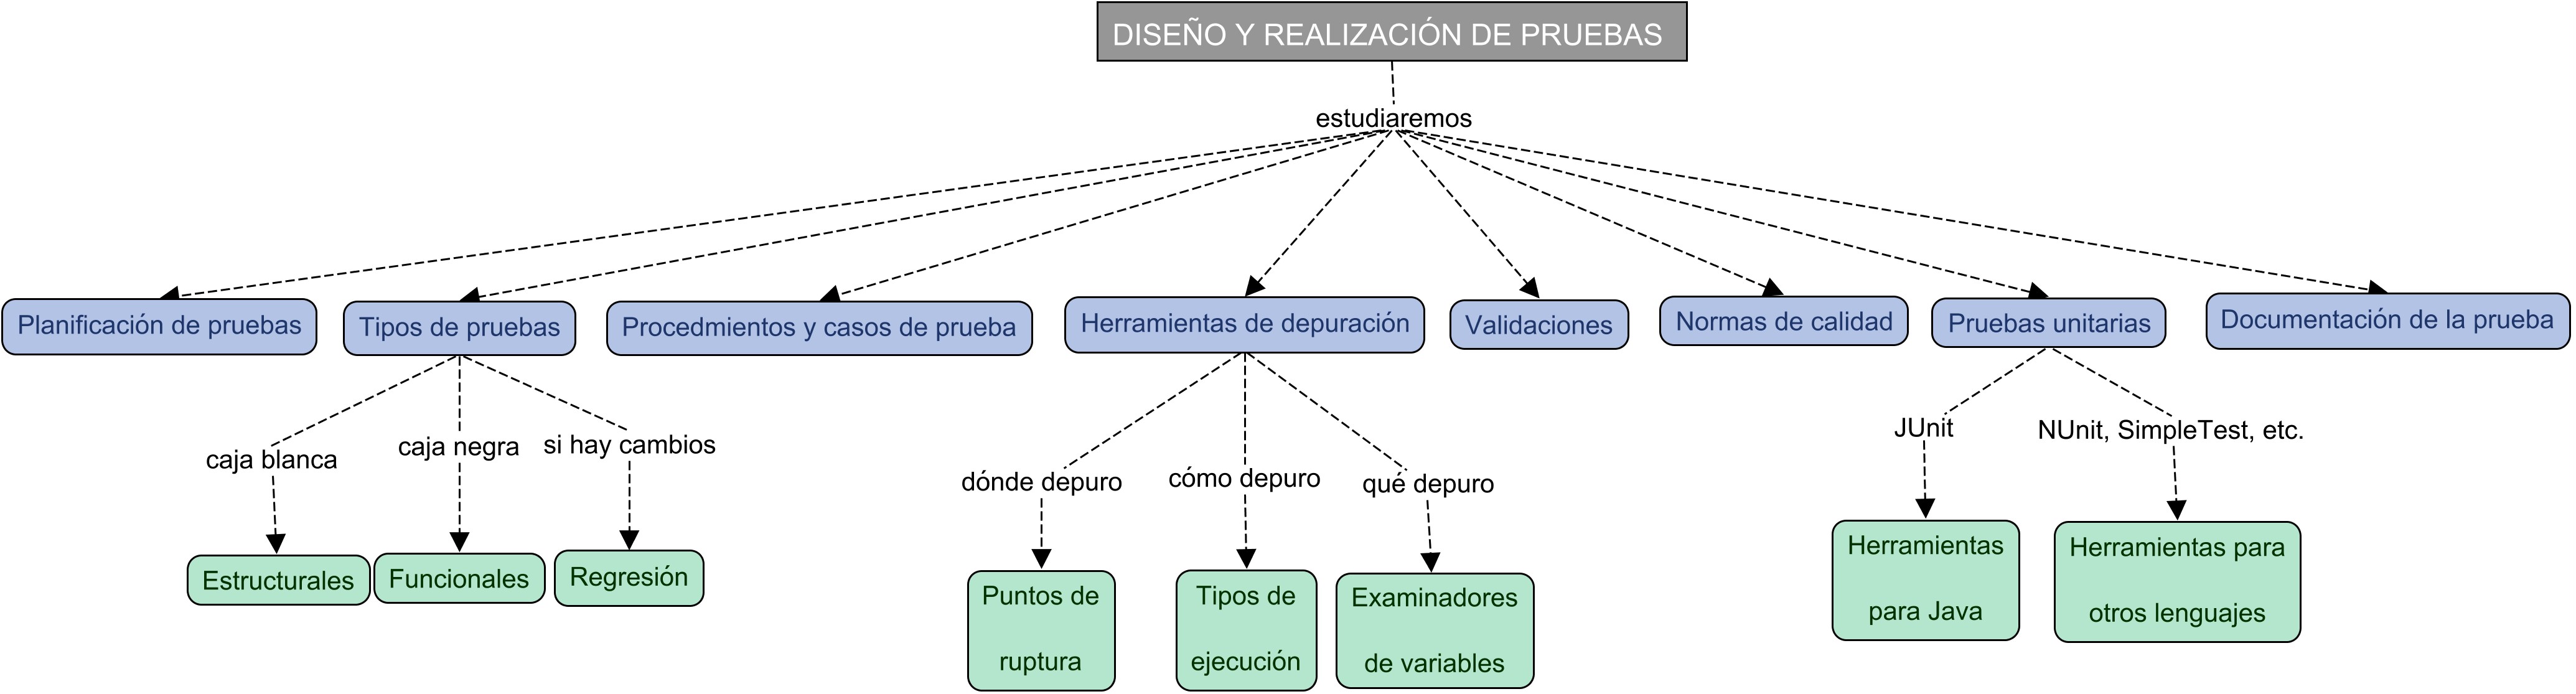 DISEÑO Y REALIZACIÓN DE PRUEBAS
estudiaremos
Planificación de pruebas
Tipos de pruebas
Procedmientos y casos de prueba
Herramientas de depuración
Validaciones
Normas de calidad
Pruebas unitarias
Documentación de la prueba
caja blanca
caja negra
si hay cambios
dónde depuro
cómo depuro
qué depuro
JUnit
NUnit, SimpleTest, etc.
Estructurales
Funcionales
Regresión
Puntos de
ruptura
Tipos de
ejecución
Examinadores
de variables
Herramientas
para Java
Herramientas para
otros lenguajes